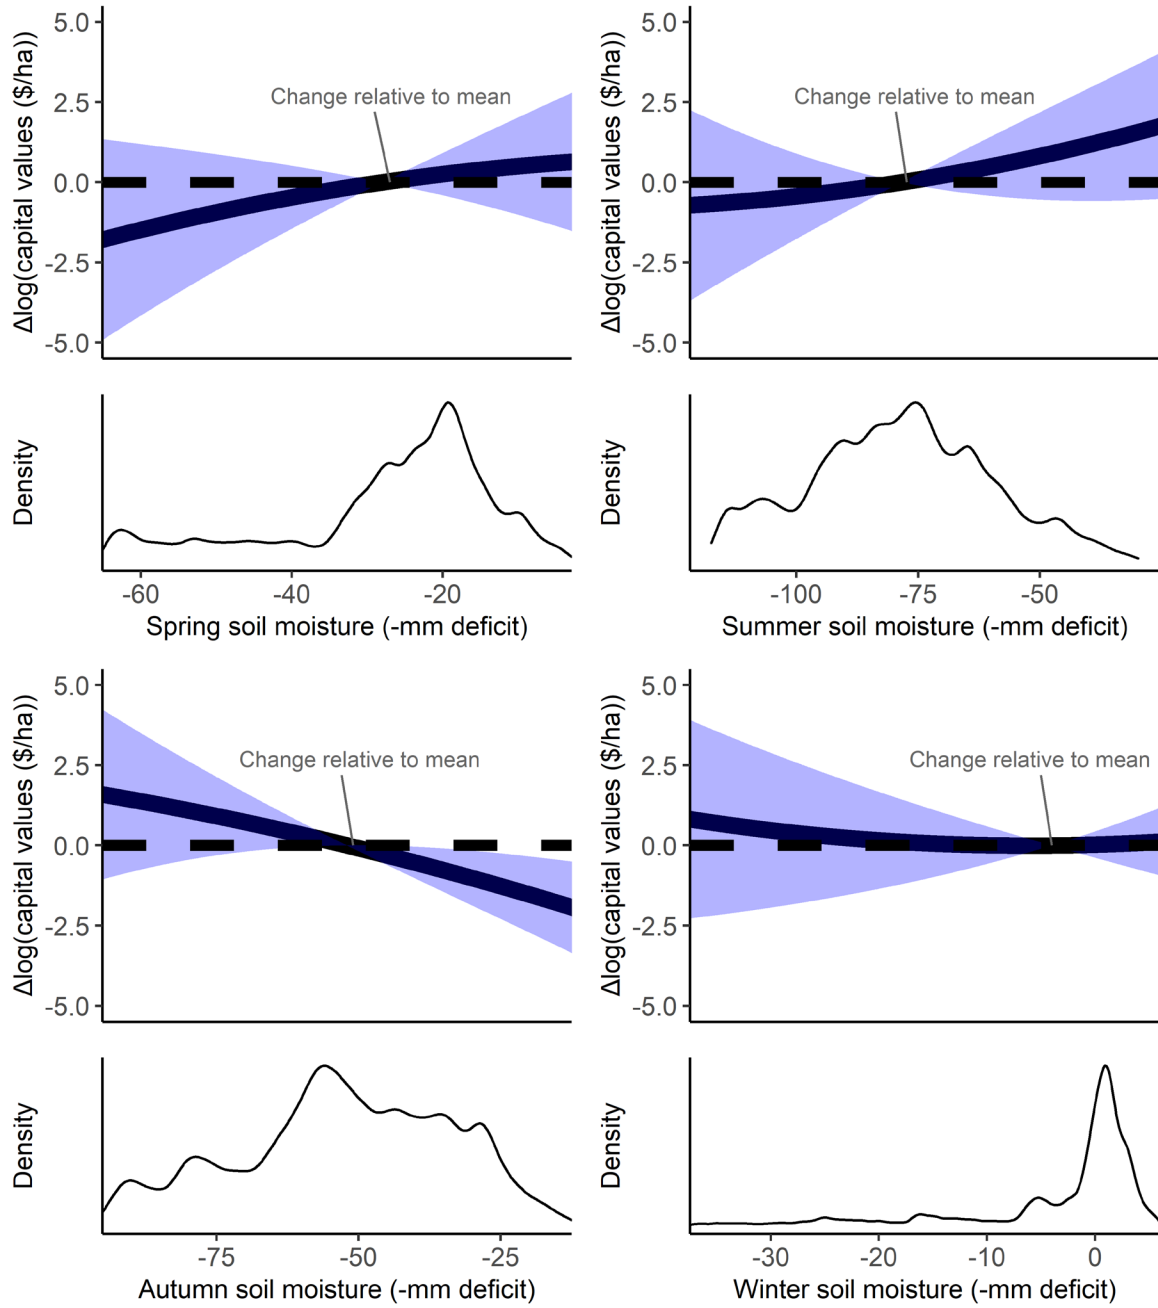 Δlog(capital values ($/ha))
5.0
2.5
0.0
-2.5
-5.0
Change relative to mean
Δlog(capital values ($/ha))
5.0
2.5
0.0
-2.5
-5.0
Change relative to mean
Density
-60 -40 -20
Spring soil moisture (-mm deficit)
Density
-100 -75 -50
Summer soil moisture (-mm deficit)
Δlog(capital values ($/ha))
5.0
2.5
0.0
-2.5
-5.0
Change relative to mean
Δlog(capital values ($/ha))
5.0
2.5
0.0
-2.5
-5.0
Change relative to mean
Density
-75 -50 -25
Autumn soil moisture (-mm deficit)
Density
-30 -20 -10 0
Winter soil moisture (-mm deficit)